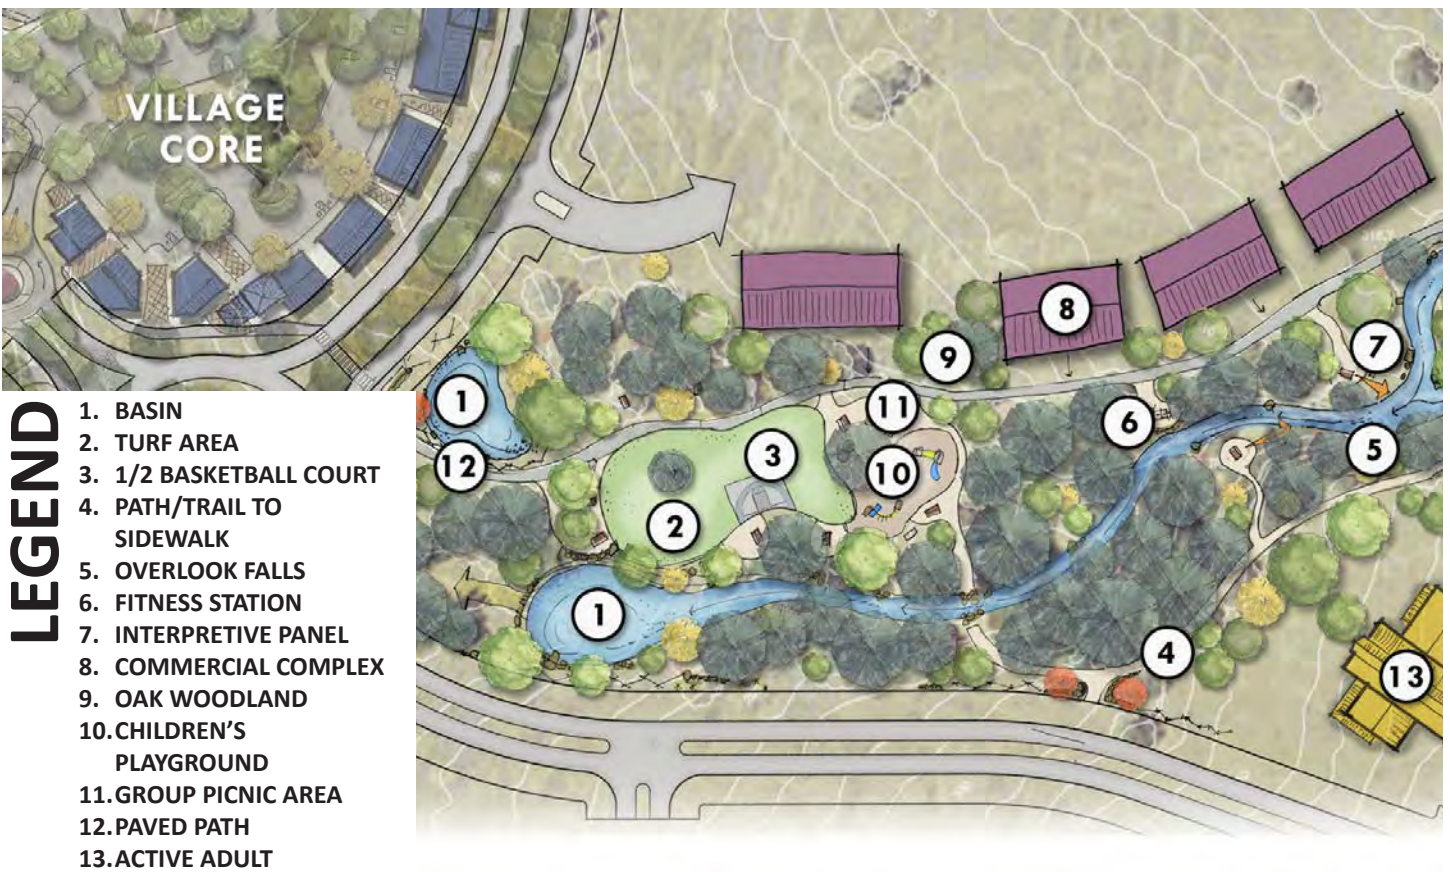 VILLAGE
CORE
LEGEND
1. BASIN
2. TURF AREA
3. 1/2 BASKETBALL COURT
4. PATH/TRAIL TO
SIDEWALK
5. OVERLOOK FALLS
6. FITNESS STATION
7. INTERPRETIVE PANEL
8. COMMERCIAL COMPLEX
9. OAK WOODLAND
10. CHILDREN'S
PLAYGROUND
11. GROUP PICNIC AREA
12. PAVED PATH
13. ACTIVE ADULT
8
7
9
1
11
6
3
5
12
10
2
1
4
13